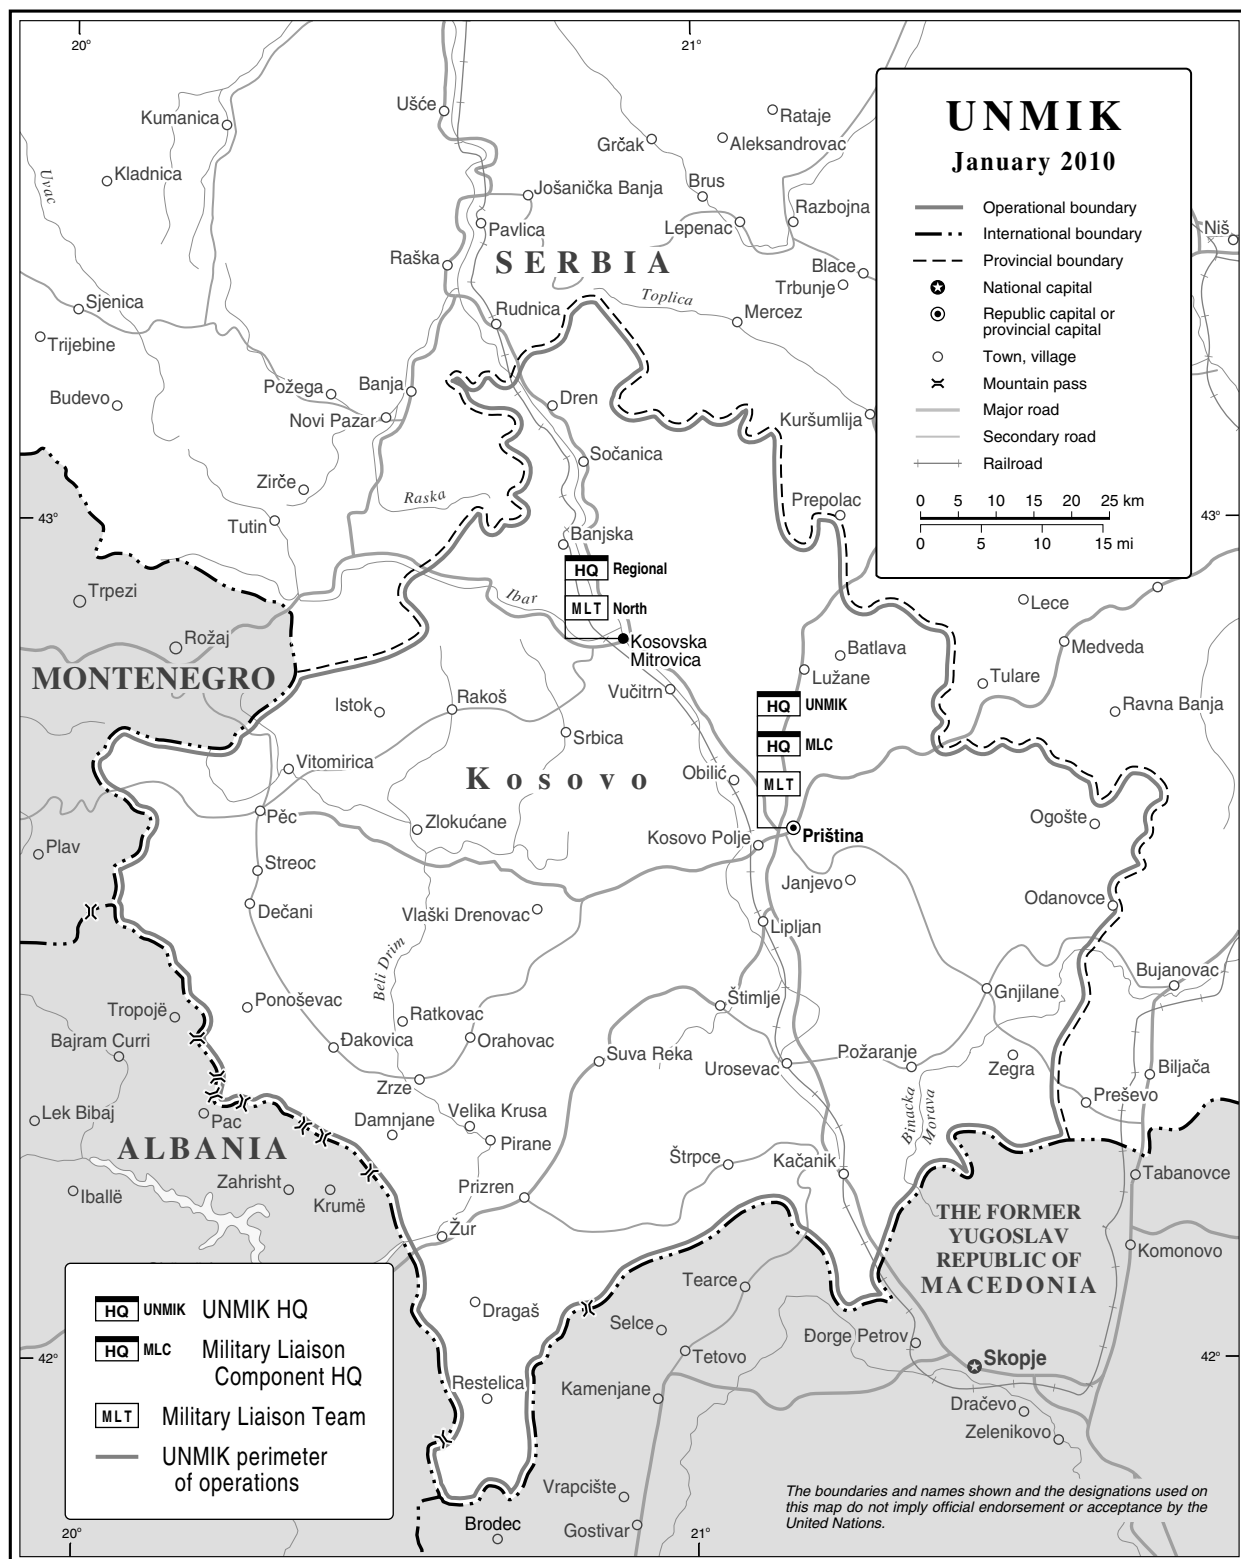 20°
21°
UNMIK
January 2010
Operational boundary
International boundary
Provincial boundary
National capital
Republic capital or
provincial capital
Town, village
Mountain pass
Major road
Secondary road
Railroad
0 5 10 15 20 25 km
0 5 10 15 mi
Ušće
Kumanica
Rataje
Grčak
Aleksandrovac
Kladnica
Uvac
Jošanička Banja
Brus
Razbojna
Pavlica
Lepenac
Niš
Raška
SERBIA
Blace
Trbunje
Sjenica
Toplica
Rudnica
Mercez
Trijebine
Požega
Banja
Budevo
Dren
Novi Pazar
Kuršumlija
Sočanica
Zirče
Raska
Prepolac
43°
43°
Tutin
Banjska
HQ Regional
Trpezi
Ibar
MLT North
Lece
Rožaj
Kosovska
Mitrovica
Batlava
Medveda
MONTENEGRO
Lužane
Vučitrn
Tulare
Istok
Rakoš
HQ UNMIK
Ravna Banja
Srbica
HQ MLC
Vitomirica
Kosovo
Obilić
MLT
Pěc
Zlokućane
Ogošte
Kosovo Polje
Priština
Plav
Streoc
Janjevo
Dečani
Vlaški Drenovac
Odanovce
Lipljan
Beli Drim
Bujanovac
Ponoševac
Štimlje
Gnjilane
Tropojë
Ratkovac
Bajram Curri
Đakovica
Orahovac
Suva Reka
Požaranje
Urosevac
Zegra
Biljača
Zrze
Lek Bibaj
Pac
Damnjane
Velika Krusa
Preševo
Binacka
Morava
Pirane
ALBANIA
Štrpce
Kačanik
Tabanovce
Iballë
Zahrisht
Krumë
Prizren
THE FORMER
YUGOSLAV
REPUBLIC OF
MACEDONIA
Žur
Komonovo
Tearce
HQ UNMIK UNMIK HQ
Dragaš
Selce
Đorge Petrov
HQ MLC Military Liaison
Component HQ
Tetovo
42°
42°
Skopje
Restelica
Kamenjane
MLT Military Liaison Team
Dračevo
Zelenikovo
UNMIK perimeter
of operations
Vrapcište
The boundaries and names shown and the designations used on
this map do not imply official endorsement or acceptance by the
United Nations.
Brodec
Gostivar
20°
21°